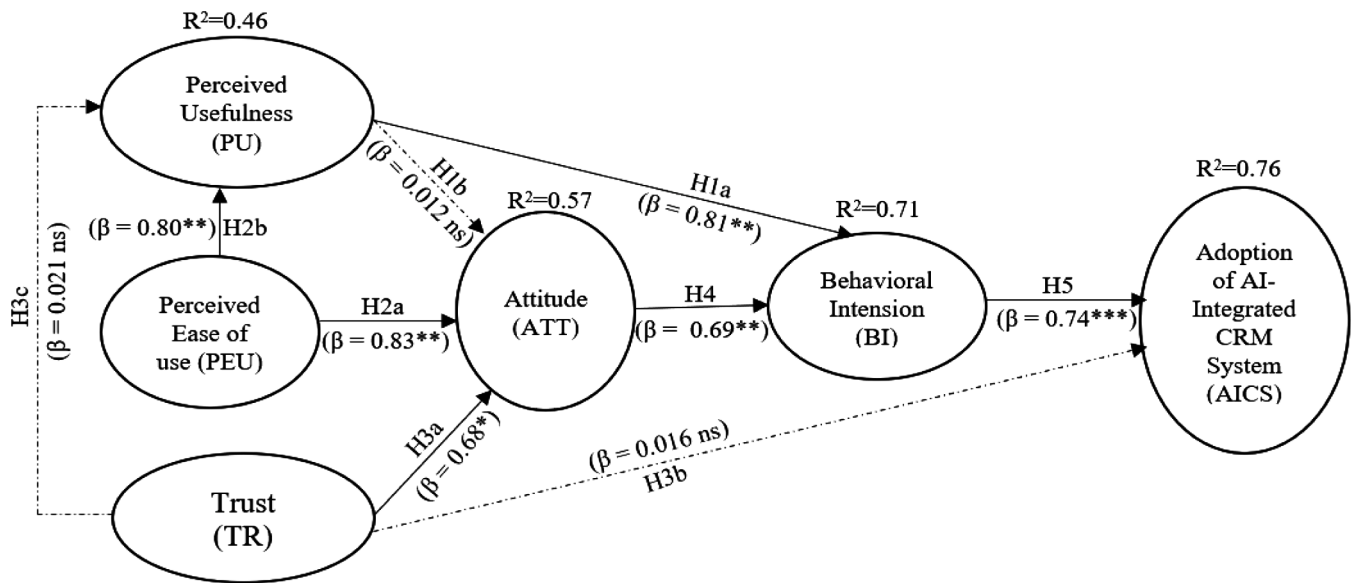 R²=0.46
Perceived
Usefulness
(PU)
H3c
(β = 0.021 ns)
H1b
(β = 0.012 ns)
H1a
(β = 0.81**)
(β = 0.80**)
H2b
R²=0.57
R²=0.71
R²=0.76
Perceived
Ease of
use (PEU)
H2a
(β = 0.83**)
Attitude
(ATT)
H4
(β = 0.69**)
Behavioral
Intension
(BI)
H5
(β = 0.74***)
Adoption
of AI-
Integrated
CRM
System
(AICS)
Trust
(TR)
H3a
(β = 0.68*)
(β = 0.016 ns)
H3b